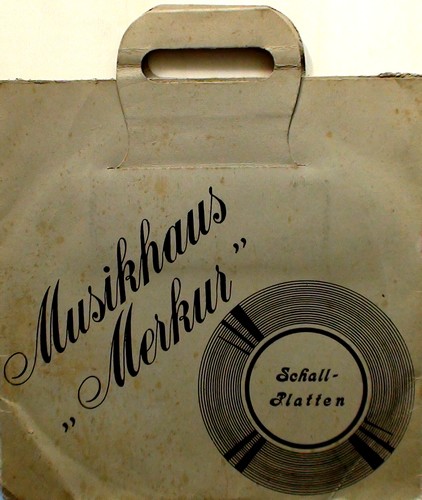 Musikhaus
„Merkur”
Schall-
Platten